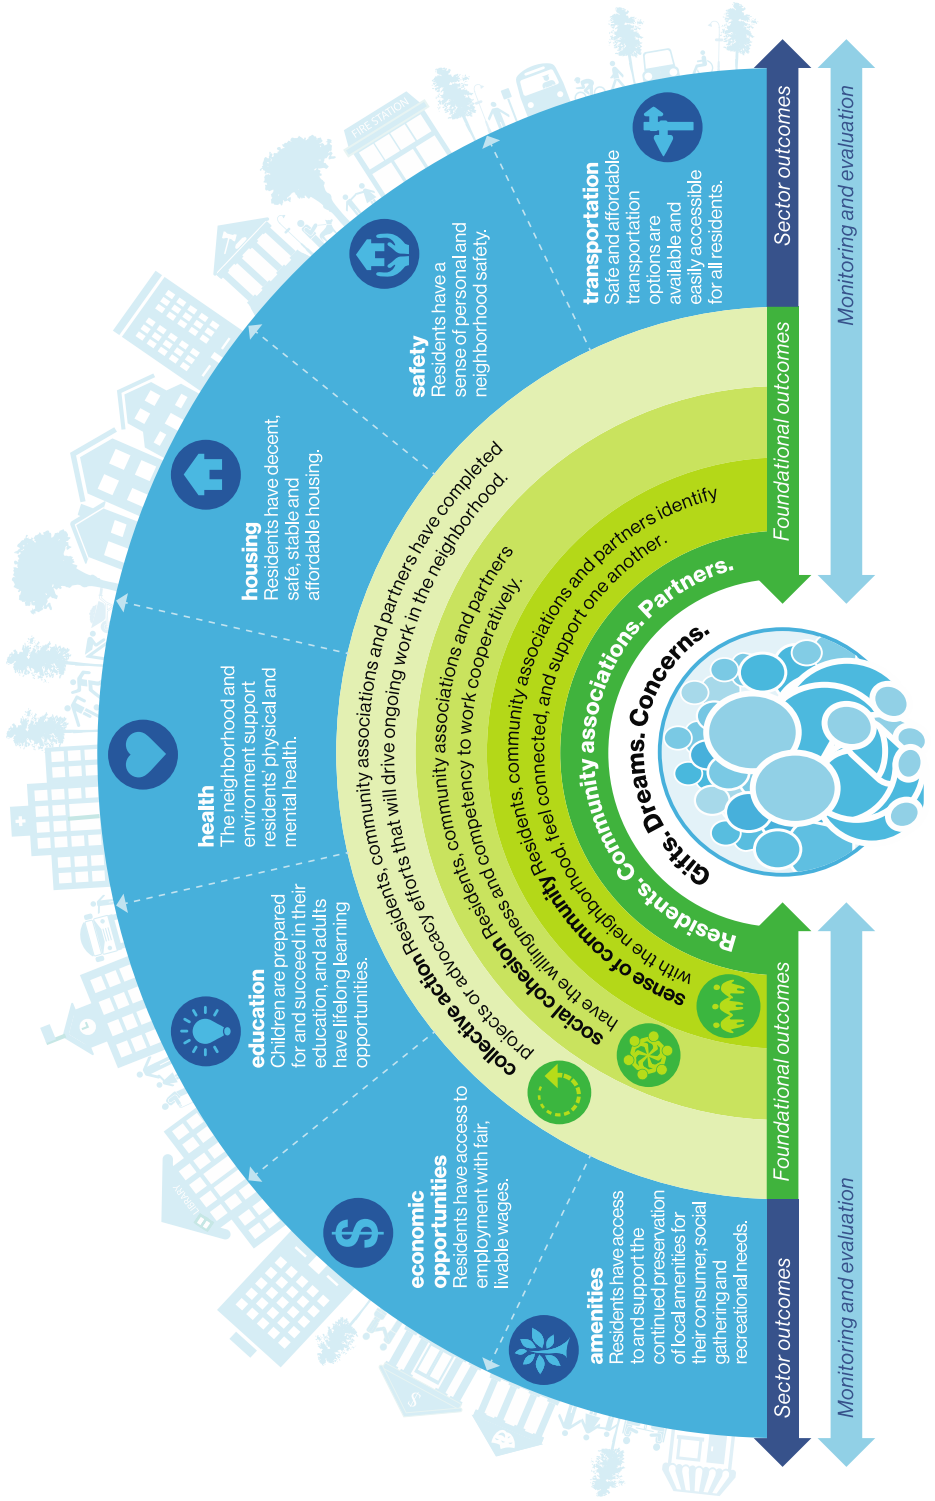 amenities
Residents have access
to and support the
continued preservation
of local amenities for
their consumer, social
gathering and
recreational needs.
economic
opportunities
Residents have access to
employment with fair,
livable wages.
education
Children are prepared
for and succeed in their
education, and adults
have lifelong learning
opportunities.
health
The neighborhood and
environment support
residents' physical and
mental health.
housing
Residents have decent,
safe, stable and
affordable housing.
safety
Residents have a
sense of personal and
neighborhood safety.
transportation
Safe and affordable
transportation
options are
available and
easily accessible
for all residents.
LIBRARY
FIRE STATION
$
$
collective action Residents, community associations and partners have completed
projects or advocacy efforts that will drive ongoing work in the neighborhood.
social cohesion Residents, community associations and partners
have the willingness and competency to work cooperatively.
sense of community Residents, community associations and partners identify
with the neighborhood, feel connected, and support one another.
Residents. Community associations. Partners.
Gifts. Dreams. Concerns.
Sector outcomes
Foundational outcomes
Foundational outcomes
Sector outcomes
Monitoring and evaluation
Monitoring and evaluation